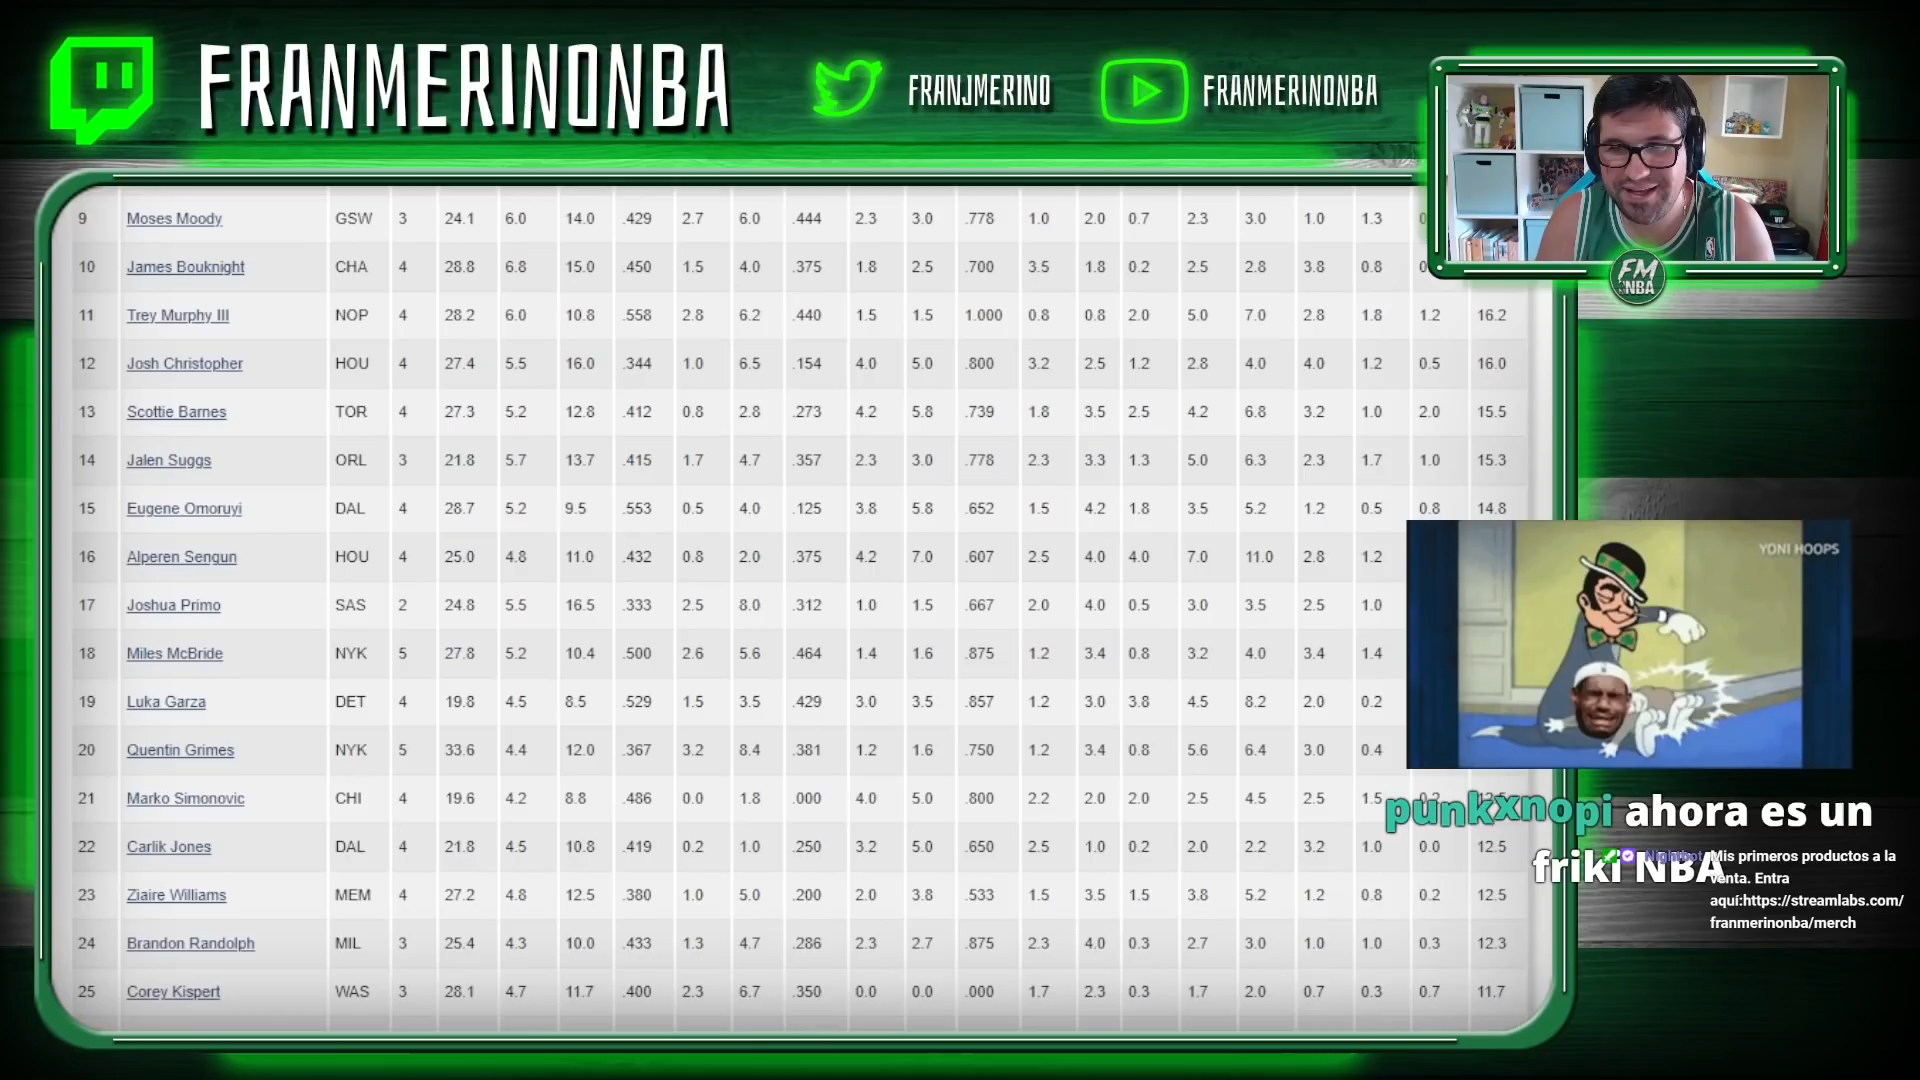 FRANMERINONBA
FRANJMERINO
FRANMERINONBA
FM
NBA
9 Moses Moody GSW 3 24.1 6.0 14.0 .429 2.7 6.0 .444 2.3 3.0 .778 1.0 2.0 0.7 2.3 3.0 1.0 1.3
10 James Bouknight CHA 4 28.8 6.8 15.0 .450 1.5 4.0 .375 1.8 2.5 .700 3.5 1.8 0.2 2.5 2.8 3.8 0.8
11 Trey Murphy III NOP 4 28.2 6.0 10.8 .558 2.8 6.2 .440 1.5 1.5 1.000 0.8 0.8 2.0 5.0 7.0 2.8 1.8 1.2 16.2
12 Josh Christopher HOU 4 27.4 5.5 16.0 .344 1.0 6.5 .154 4.0 5.0 .800 3.2 2.5 1.2 2.8 4.0 4.0 1.2 0.5 16.0
13 Scottie Barnes TOR 4 27.3 5.2 12.8 .412 0.8 2.8 .273 4.2 5.8 .739 1.8 3.5 2.5 4.2 6.8 3.2 1.0 2.0 15.5
14 Jalen Suggs ORL 3 21.8 5.7 13.7 .415 1.7 4.7 .357 2.3 3.0 .778 2.3 3.3 1.3 5.0 6.3 2.3 1.7 1.0 15.3
15 Eugene Omoruyi DAL 4 28.7 5.2 9.5 .553 0.5 4.0 .125 3.8 5.8 .652 1.5 4.2 1.8 3.5 5.2 1.2 0.5 0.8 14.8
16 Alperen Sengun HOU 4 25.0 4.8 11.0 .432 0.8 2.0 .375 4.2 7.0 .607 2.5 4.0 4.0 7.0 11.0 2.8 1.2
17 Joshua Primo SAS 2 24.8 5.5 16.5 .333 2.5 8.0 .312 1.0 1.5 .667 2.0 4.0 0.5 3.0 3.5 2.5 1.0
18 Miles McBride NYK 5 27.8 5.2 10.4 .500 2.6 5.6 .464 1.4 1.6 .875 1.2 3.4 0.8 3.2 4.0 3.4 1.4
19 Luka Garza DET 4 19.8 4.5 8.5 .529 1.5 3.5 .429 3.0 3.5 .857 1.2 3.0 3.8 4.5 8.2 2.0 0.2
20 Quentin Grimes NYK 5 33.6 4.4 12.0 .367 3.2 8.4 .381 1.2 1.6 .750 1.2 3.4 0.8 5.6 6.4 3.0 0.4
21 Marko Simonovic CHI 4 19.6 4.2 8.8 .486 0.0 1.8 .000 4.0 5.0 .800 2.2 2.0 2.0 2.5 4.5 2.5 1.5
22 Carlik Jones DAL 4 21.8 4.5 10.8 .419 0.2 1.0 .250 3.2 5.0 .650 2.5 1.0 0.2 2.0 2.2 3.2 1.0 0.0 12.5
23 Ziaire Williams MEM 4 27.2 4.8 12.5 .380 1.0 5.0 .200 2.0 3.8 .533 1.5 3.5 1.5 3.8 5.2 1.2 0.8 0.2 12.5
24 Brandon Randolph MIL 3 25.4 4.3 10.0 .433 1.3 4.7 .286 2.3 2.7 .875 2.3 4.0 0.3 2.7 3.0 1.0 1.0 0.3 12.3
25 Corey Kispert WAS 3 28.1 4.7 11.7 .400 2.3 6.7 .350 0.0 0.0 .000 1.7 2.3 0.3 1.7 2.0 0.7 0.3 0.7 11.7
YONI HOOPS
punkxnopi ahora es un
friki NBA
Nightbot Mis primeros productos a la
venta. Entra
aquí:https://streamlabs.com/
franmerinonba/merch